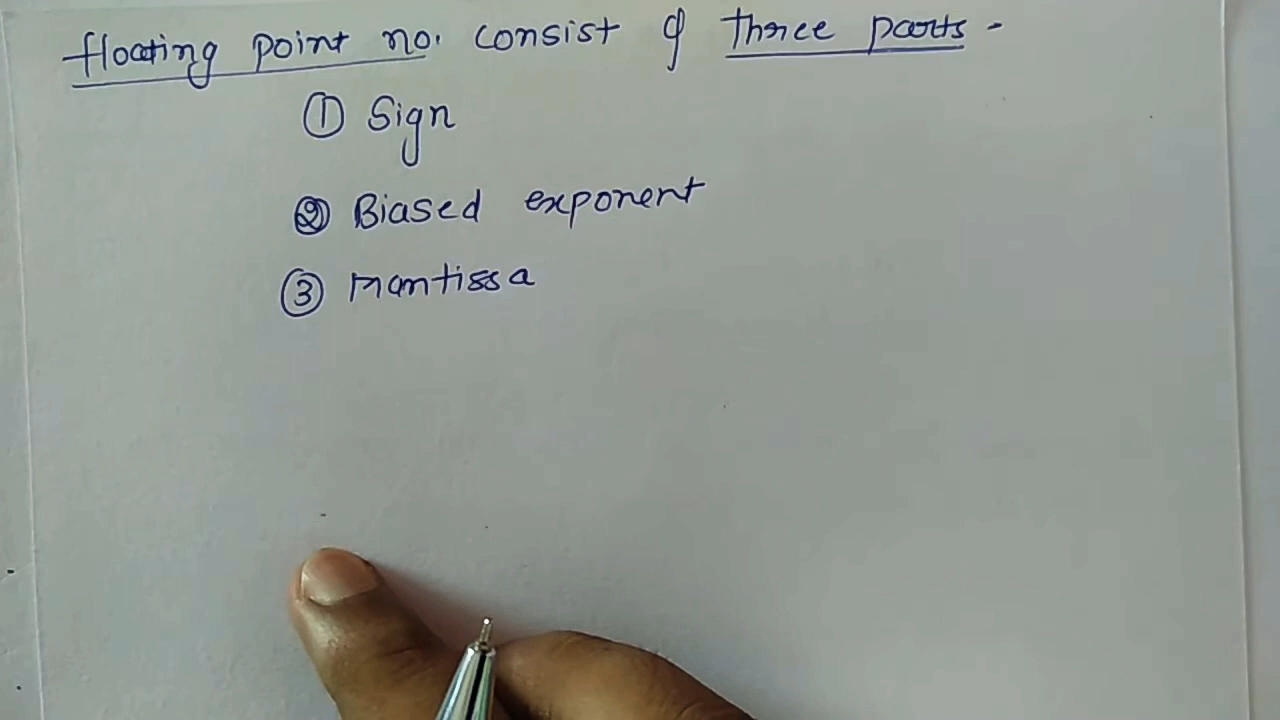 floating point no. consist of three parts -
① Sign
② Biased exponent
③ Mantissa